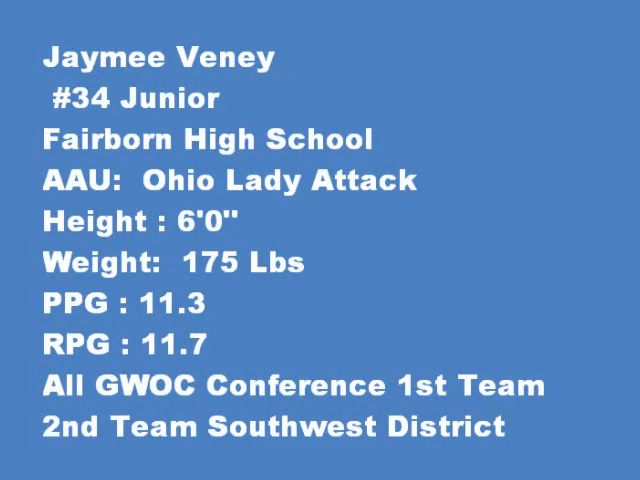 Jaymee Veney
#34 Junior
Fairborn High School
AAU:  Ohio Lady Attack
Height : 6'0"
Weight:  175 Lbs
PPG : 11.3
RPG : 11.7
All GWOC Conference 1st Team
2nd Team Southwest District